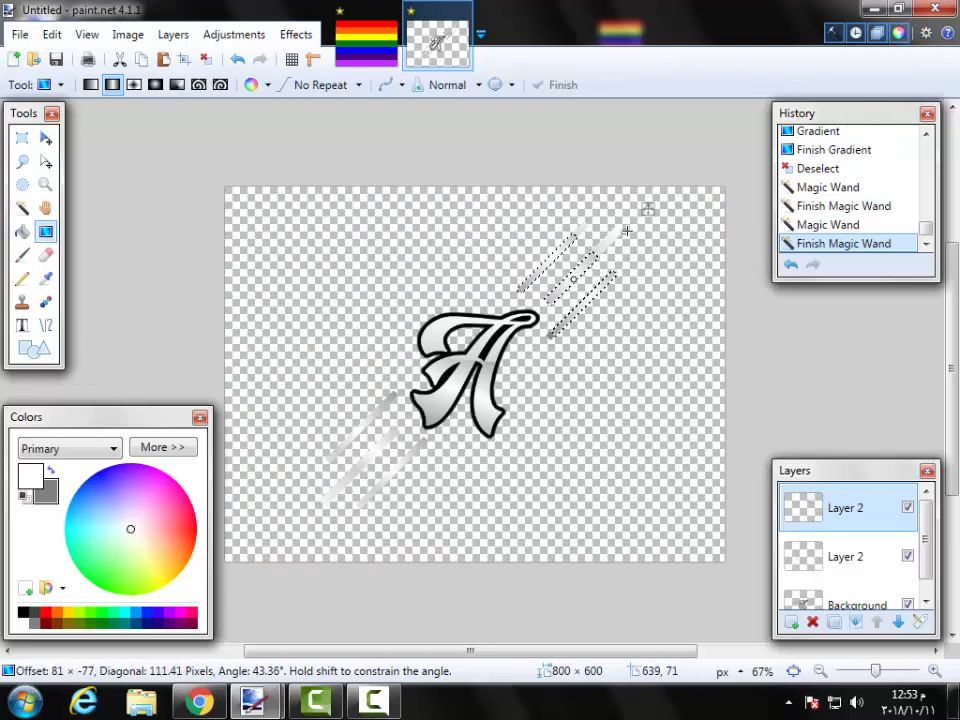 Untitled - paint.net 4.1.1
File Edit View Image Layers Adjustments Effects
Tool: No Repeat Normal Finish
Tools
T
History
Gradient
Finish Gradient
Deselect
Magic Wand
Finish Magic Wand
Magic Wand
Finish Magic Wand
A
Colors
Primary More >>
Layers
Layer 2
Layer 2
Background
Offset: 81 × -77, Diagonal: 111.41 Pixels, Angle: 43.36°. Hold shift to constrain the angle. 800 × 600 639, 71 px 67%
12:53 م
٢٠١٨/١٠/١١